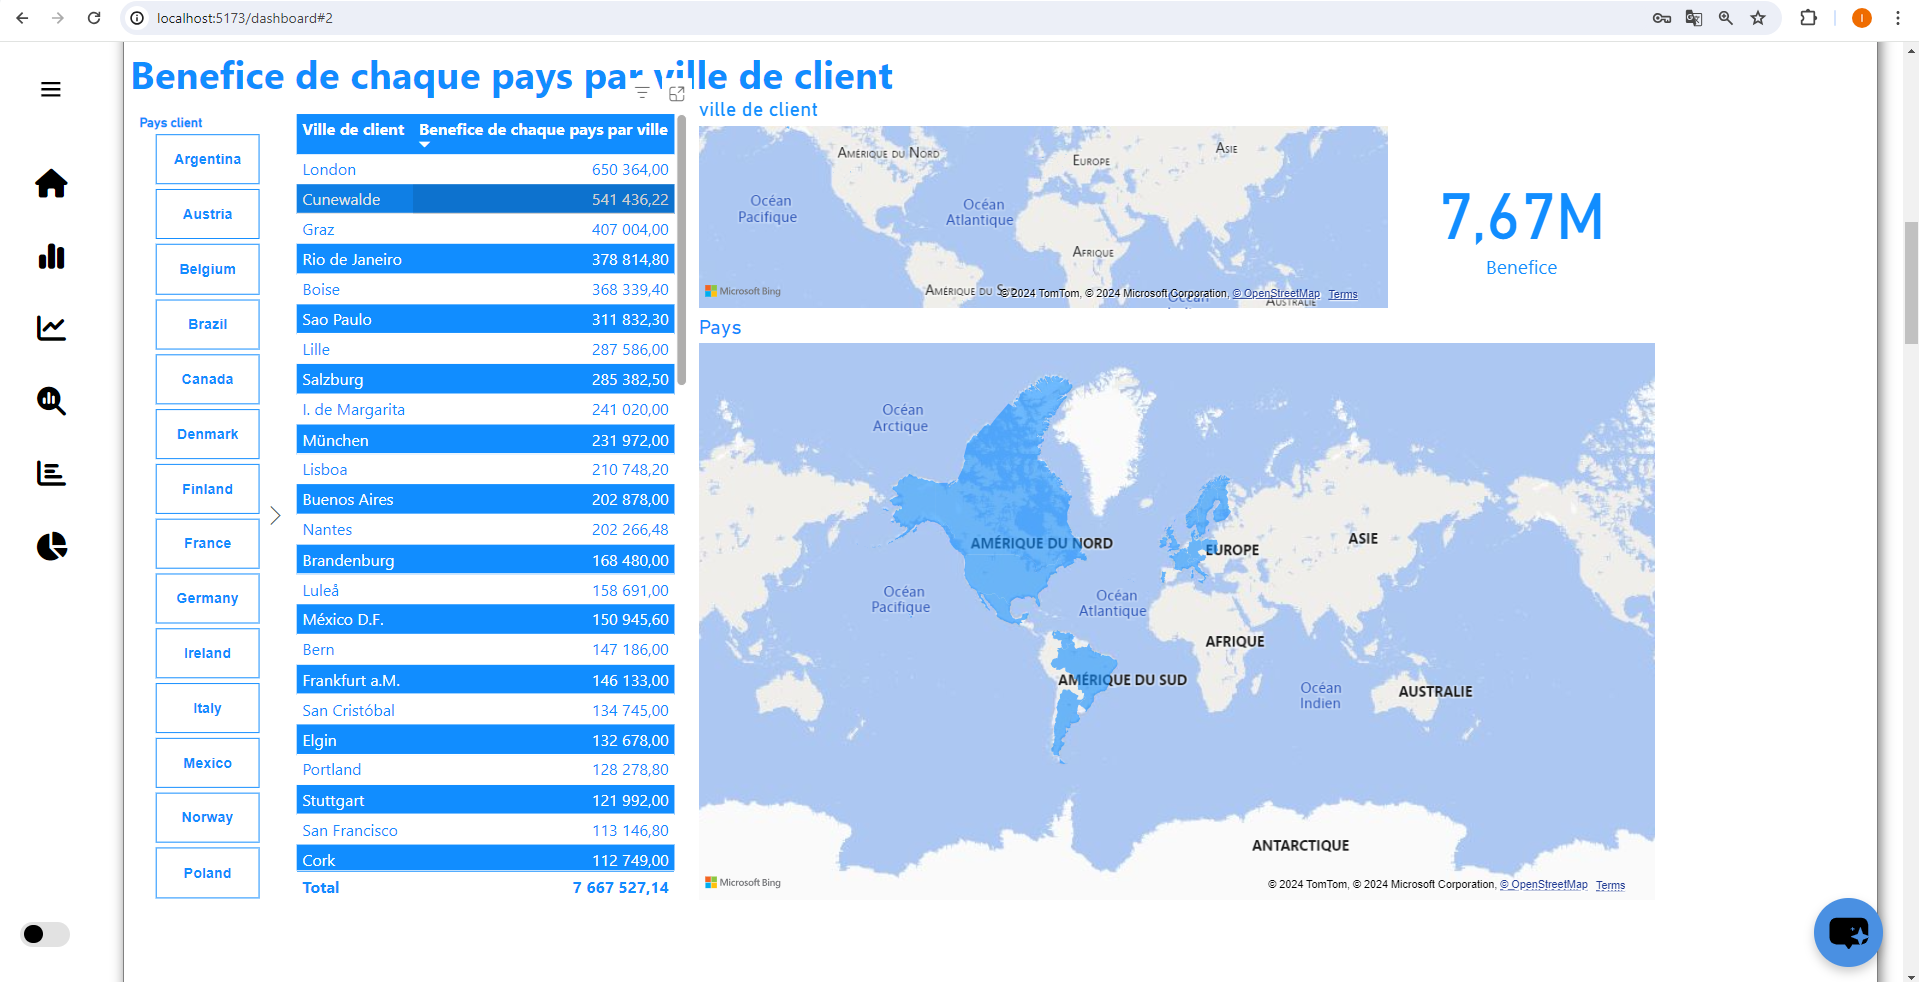 localhost:5173/dashboard#2
Benefice de chaque pays par ville de client
Pays client
Argentina
Austria
Belgium
Brazil
Canada
Denmark
Finland
France
Germany
Ireland
Italy
Mexico
Norway
Poland
Ville de client Benefice de chaque pays par ville
London 650 364,00
Cunewalde 541 436,22
Graz 407 004,00
Rio de Janeiro 378 814,80
Boise 368 339,40
Sao Paulo 311 832,30
Lille 287 586,00
Salzburg 285 382,50
I. de Margarita 241 020,00
München 231 972,00
Lisboa 210 748,20
Buenos Aires 202 878,00
Nantes 202 266,48
Brandenburg 168 480,00
Luleå 158 691,00
México D.F. 150 945,60
Bern 147 186,00
Frankfurt a.M. 146 133,00
San Cristóbal 134 745,00
Elgin 132 678,00
Portland 128 278,80
Stuttgart 121 992,00
San Francisco 113 146,80
Cork 112 749,00
Total 7 667 527,14
ville de client
AMÉRIQUE DU NORD
EUROPE
ASIE
Océan
Pacifique
Océan
Atlantique
AFRIQUE
AMÉRIQUE DU
Océan
AUSTRALIE
Microsoft Bing
© 2024 TomTom, © 2024 Microsoft Corporation, © OpenStreetMap Terms
7,67M
Benefice
Pays
Océan
Arctique
AMÉRIQUE DU NORD
EUROPE
ASIE
Océan
Pacifique
Océan
Atlantique
AFRIQUE
AMÉRIQUE DU SUD
Océan
Indien
AUSTRALIE
ANTARCTIQUE
Microsoft Bing
© 2024 TomTom, © 2024 Microsoft Corporation, © OpenStreetMap Terms
I